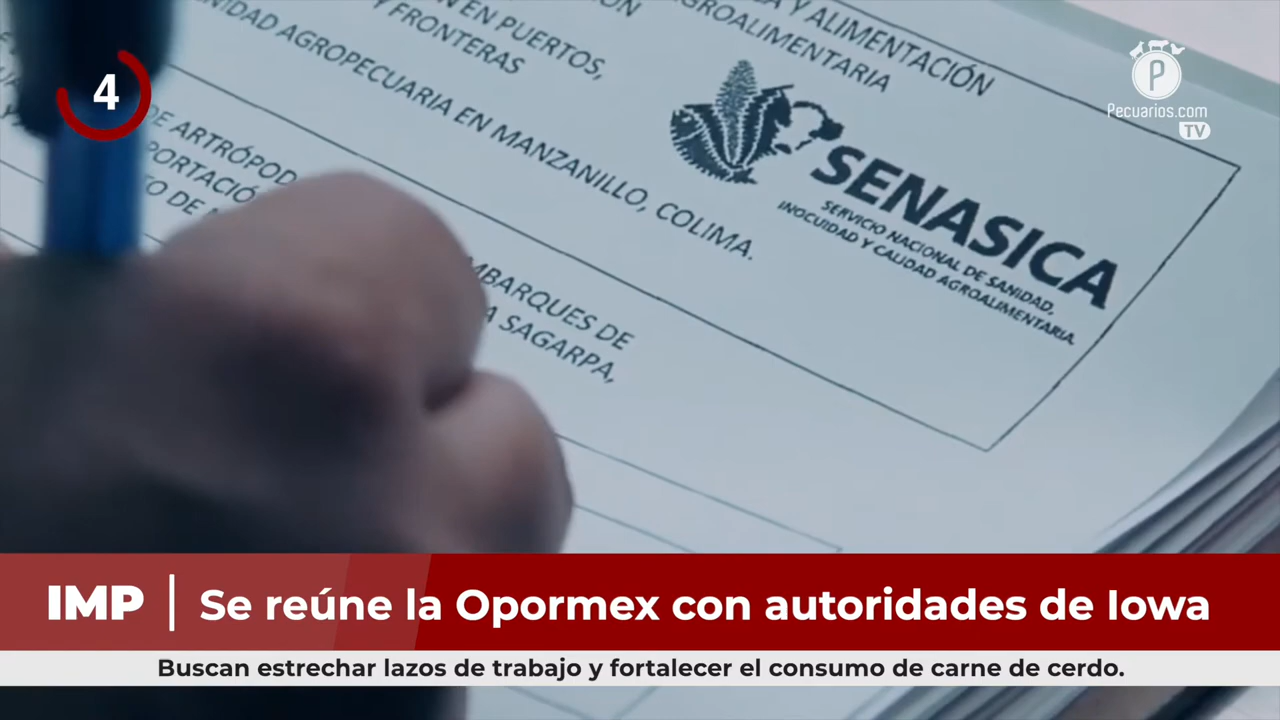 4
Pecuarios.com
TV
Y ALIMENTACIÓN
AGROALIMENTARIA
EN PUERTOS,
Y FRONTERAS
AGROPECUARIA EN MANZANILLO, COLIMA.
DE ARTRÓPOD
SENASICA
SERVICIO NACIONAL DE SANIDAD,
INOCUIDAD Y CALIDAD AGROALIMENTARIA
MBARQUES DE
A SAGARPA,
IMP
Se reúne la Opormex con autoridades de Iowa
Buscan estrechar lazos de trabajo y fortalecer el consumo de carne de cerdo.